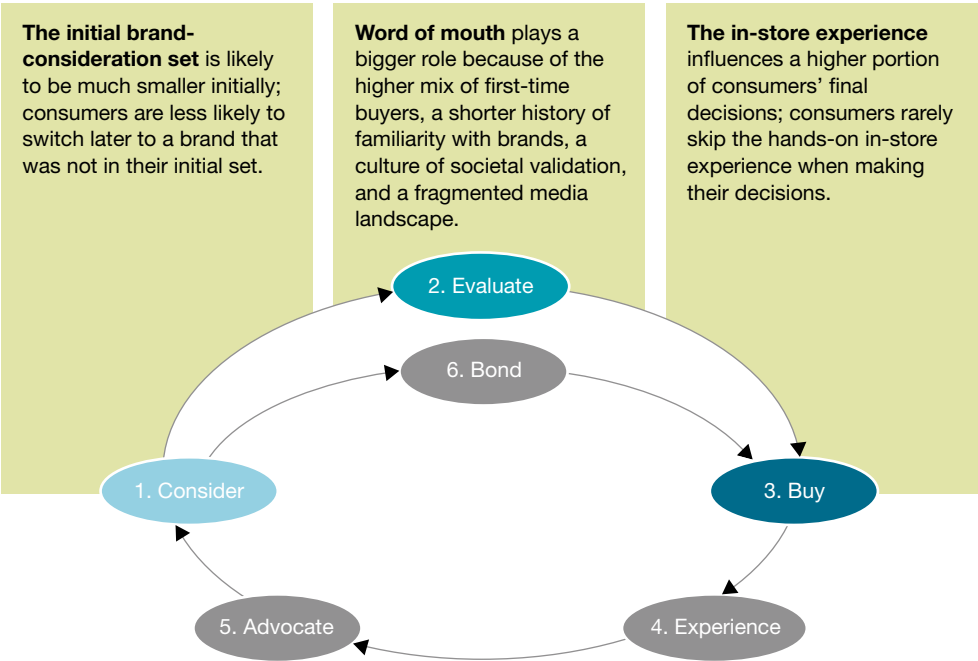 The initial brand-
consideration set is likely
to be much smaller initially;
consumers are less likely to
switch later to a brand that
was not in their initial set.
Word of mouth plays a
bigger role because of the
higher mix of first-time
buyers, a shorter history of
familiarity with brands, a
culture of societal validation,
and a fragmented media
landscape.
The in-store experience
influences a higher portion
of consumers’ final
decisions; consumers rarely
skip the hands-on in-store
experience when making
their decisions.
2. Evaluate
6. Bond
1. Consider
3. Buy
5. Advocate
4. Experience